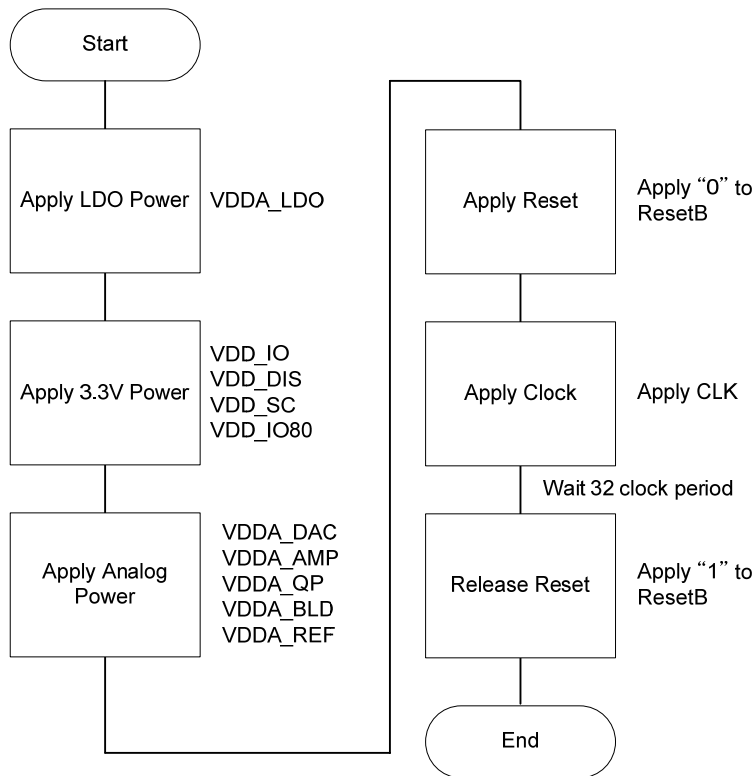 Start
Apply LDO Power
VDDA_LDO
Apply 3.3V Power
VDD_IO
VDD_DIS
VDD_SC
VDD_IO80
Apply Analog
Power
VDDA_DAC
VDDA_AMP
VDDA_QP
VDDA_BLD
VDDA_REF
Apply Reset
Apply “0” to
ResetB
Apply Clock
Apply CLK
Wait 32 clock period
Release Reset
Apply “1” to
ResetB
End